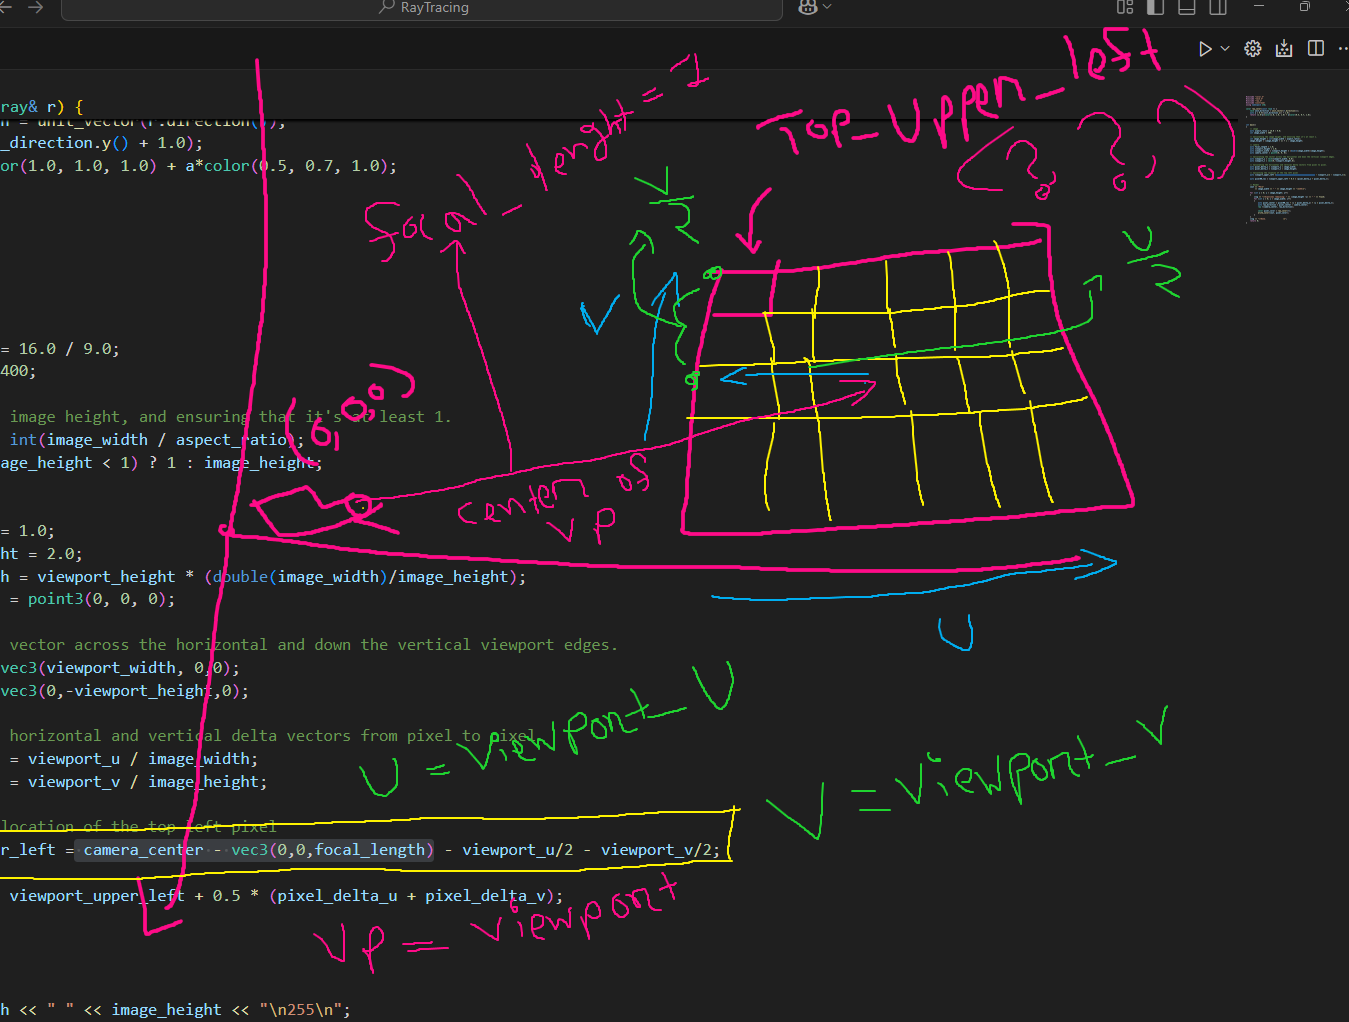 RayTracing
ray& r) {
_direction.y() + 1.0);
or(1.0, 1.0, 1.0) + a*color(0.5, 0.7, 1.0);
Top_Upper_left
(?, ?, ?)
focal_length = 1
V
2
U
2
V
= 16.0 / 9.0;
400;
(0,0,0)
image height, and ensuring that it's at least 1.
int(image_width / aspect_ratio);
age_height < 1) ? 1 : image_height;
center of
VP
= 1.0;
ht = 2.0;
h = viewport_height * (double(image_width)/image_height);
= point3(0, 0, 0);
U
vector across the horizontal and down the vertical viewport edges.
vec3(viewport_width, 0,0);
vec3(0,-viewport_height,0);
horizontal and vertical delta vectors from pixel to pixel
= viewport_u / image_width;
= viewport_v / image_height;
U = viewport_U
V = viewport_V
location of the top left pixel
r_left = camera_center - vec3(0,0,focal_length) - viewport_u/2 - viewport_v/2;
viewport_upper_left + 0.5 * (pixel_delta_u + pixel_delta_v);
VP = viewport
h << " " << image_height << "\n255\n";